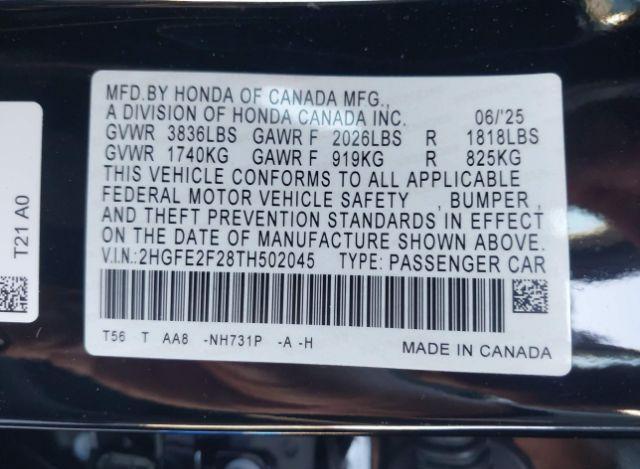 MFD.BY HONDA OF CANADA MFG.,
A DIVISION OF HONDA CANADA INC. 06/'25
GVWR 3836LBS GAWR F 2026LBS R 1818LBS
GVWR 1740KG GAWR F 919KG R 825KG
THIS VEHICLE CONFORMS TO ALL APPLICABLE
FEDERAL MOTOR VEHICLE SAFETY , BUMPER ,
AND THEFT PREVENTION STANDARDS IN EFFECT
ON THE DATE OF MANUFACTURE SHOWN ABOVE.
V.I.N.:2HGFE2F28TH502045 TYPE: PASSENGER CAR
T56 T AA8 -NH731P -A -H
MADE IN CANADA
T21 A0